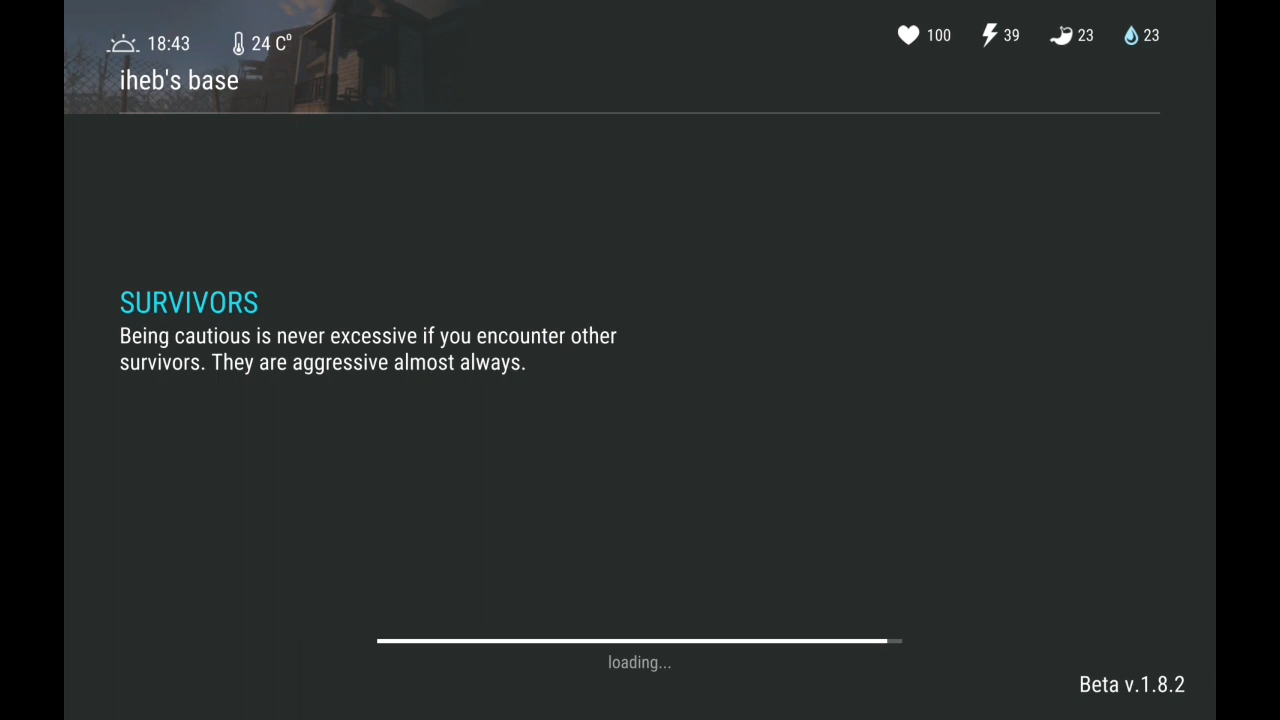 18:43 24 Cº 100 39 23 23
iheb's base
SURVIVORS
Being cautious is never excessive if you encounter other
survivors. They are aggressive almost always.
loading...
Beta v.1.8.2